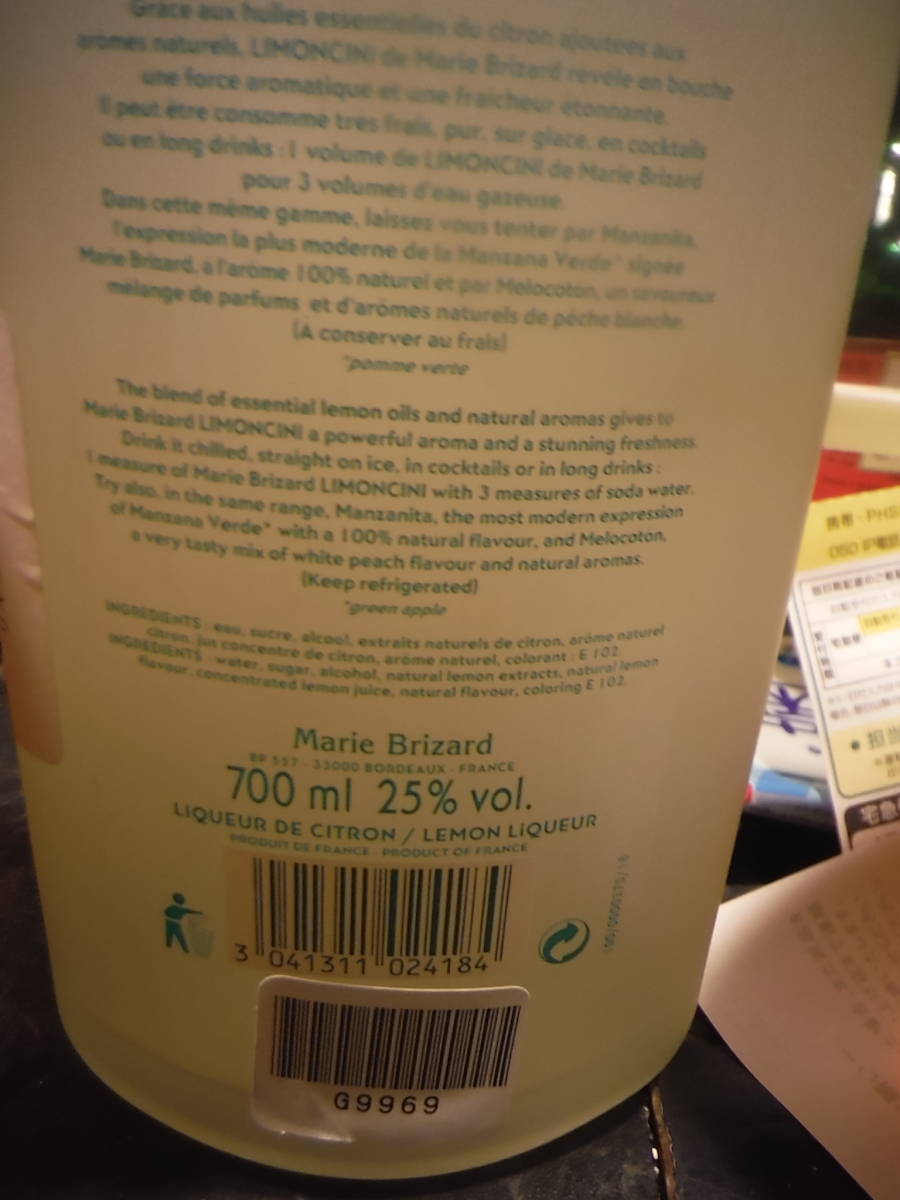 Grace aux huiles essentielles du citron ajoutees aux
aromes naturels, LIMONCINI de Marie Brizard revele en bouche
une force aromatique et une fraicheur etonnante.
Il peut etre consomme tres frais, pur, sur glace, en cocktails
ou en long drinks : 1 volume de LIMONCINI de Marie Brizard
pour 3 volumes d'eau gazeuse.
Dans cette même gamme, laissez vous tenter par Manzanita,
l'expression la plus moderne de la Manzana Verde* signée
Marie Brizard, a l'arôme 100% naturel et par Melocoton, un savoureux
mélange de parfums et d'arômes naturels de pêche blanche.
(A conserver au frais)
*pomme verte
The blend of essential lemon oils and natural aromas gives to
Marie Brizard LIMONCINI a powerful aroma and a stunning freshness.
Drink it chilled, straight on ice, in cocktails or in long drinks :
1 measure of Marie Brizard LIMONCINI with 3 measures of soda water.
Try also, in the same range, Manzanita, the most modern expression
of Manzana Verde* with a 100% natural flavour, and Melocoton,
a very tasty mix of white peach flavour and natural aromas.
(Keep refrigerated)
*green apple
INGREDIENTS : eau, sucre, alcool, extraits naturels de citron, arôme naturel
citron, jus concentre de citron, arôme naturel, colorant : E 102.
INGREDIENTS : water, sugar, alcohol, natural lemon extracts, natural lemon
flavour, concentrated lemon juice, natural flavour, coloring E 102.
Marie Brizard
BP 557 - 33000 BORDEAUX - FRANCE
700 ml 25% vol.
LIQUEUR DE CITRON / LEMON LIQUEUR
PRODUIT DE FRANCE - PRODUCT OF FRANCE
3 041311 024184
G9969
担当
宅急